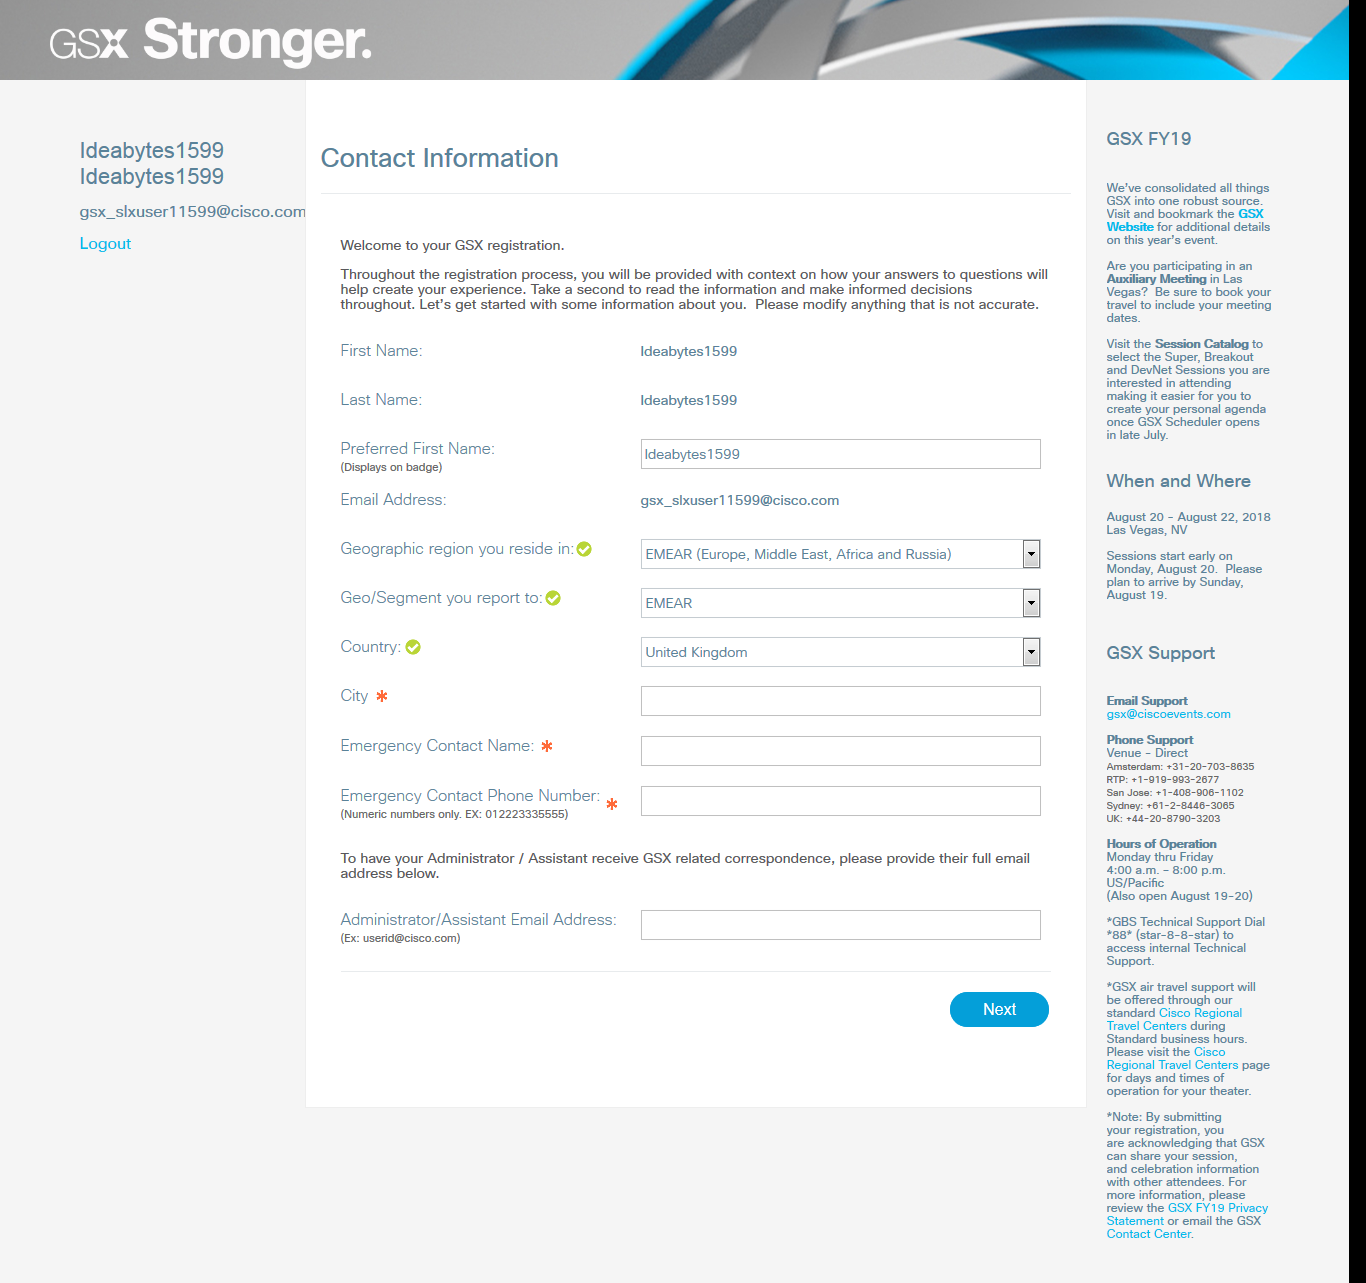 GSX Stronger.
Ideabytes1599
Ideabytes1599
gsx_slxuser11599@cisco.com
Logout
Contact Information
Welcome to your GSX registration.
Throughout the registration process, you will be provided with context on how your answers to questions will
help create your experience. Take a second to read the information and make informed decisions
throughout. Let's get started with some information about you.  Please modify anything that is not accurate.
First Name: Ideabytes1599
Last Name: Ideabytes1599
Preferred First Name: Ideabytes1599
(Displays on badge)
Email Address: gsx_slxuser11599@cisco.com
Geographic region you reside in: EMEAR (Europe, Middle East, Africa and Russia)
Geo/Segment you report to: EMEAR
Country: United Kingdom
City *
Emergency Contact Name: *
Emergency Contact Phone Number: *
(Numeric numbers only. EX: 012223335555)
To have your Administrator / Assistant receive GSX related correspondence, please provide their full email
address below.
Administrator/Assistant Email Address:
(Ex: userid@cisco.com)
Next
GSX FY19
We've consolidated all things
GSX into one robust source.
Visit and bookmark the GSX
Website for additional details
on this year's event.
Are you participating in an
Auxiliary Meeting in Las
Vegas?  Be sure to book your
travel to include your meeting
dates.
Visit the Session Catalog to
select the Super, Breakout
and DevNet Sessions you are
interested in attending
making it easier for you to
create your personal agenda
once GSX Scheduler opens
in late July.
When and Where
August 20 - August 22, 2018
Las Vegas, NV
Sessions start early on
Monday, August 20.  Please
plan to arrive by Sunday,
August 19.
GSX Support
Email Support
gsx@ciscoevents.com
Phone Support
Venue - Direct
Amsterdam: +31-20-703-8635
RTP: +1-919-993-2677
San Jose: +1-408-906-1102
Sydney: +61-2-8446-3065
UK: +44-20-8790-3203
Hours of Operation
Monday thru Friday
4:00 a.m. - 8:00 p.m.
US/Pacific
(Also open August 19-20)
*GBS Technical Support Dial
*88* (star-8-8-star) to
access internal Technical
Support.
*GSX air travel support will
be offered through our
standard Cisco Regional
Travel Centers during
Standard business hours.
Please visit the Cisco
Regional Travel Centers page
for days and times of
operation for your theater.
*Note: By submitting
your registration, you
are acknowledging that GSX
can share your session,
and celebration information
with other attendees. For
more information, please
review the GSX FY19 Privacy
Statement or email the GSX
Contact Center.